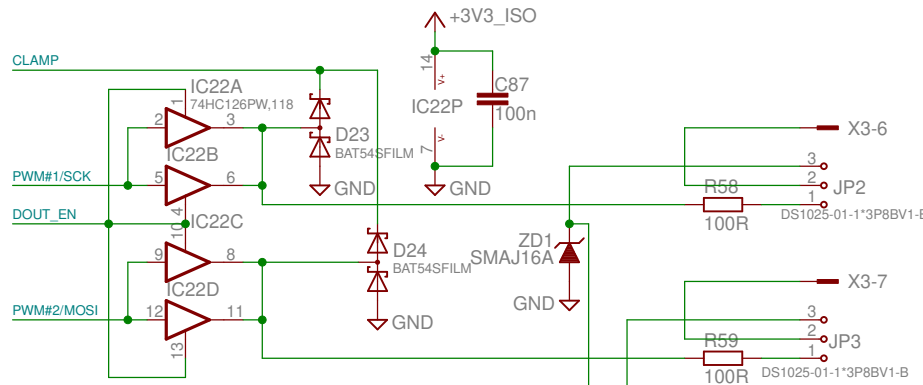 +3V3_ISO
CLAMP
14
V+
IC22A
1
74HC126PW,118
C87
IC22P
100n
2
3
D23
X3-6
IC22B
BAT54SFILM
7
V-
3
PWM#1/SCK
5
6
GND
GND
2
JP2
4
R58
1
DOUT_EN
10
IC22C
100R
DS1025-01-1*3P8BV1-B
ZD1
D24
SMAJ16A
9
8
BAT54SFILM
IC22D
X3-7
GND
3
PWM#2/MOSI
12
11
GND
2
JP3
13
R59
1
100R
DS1025-01-1*3P8BV1-B